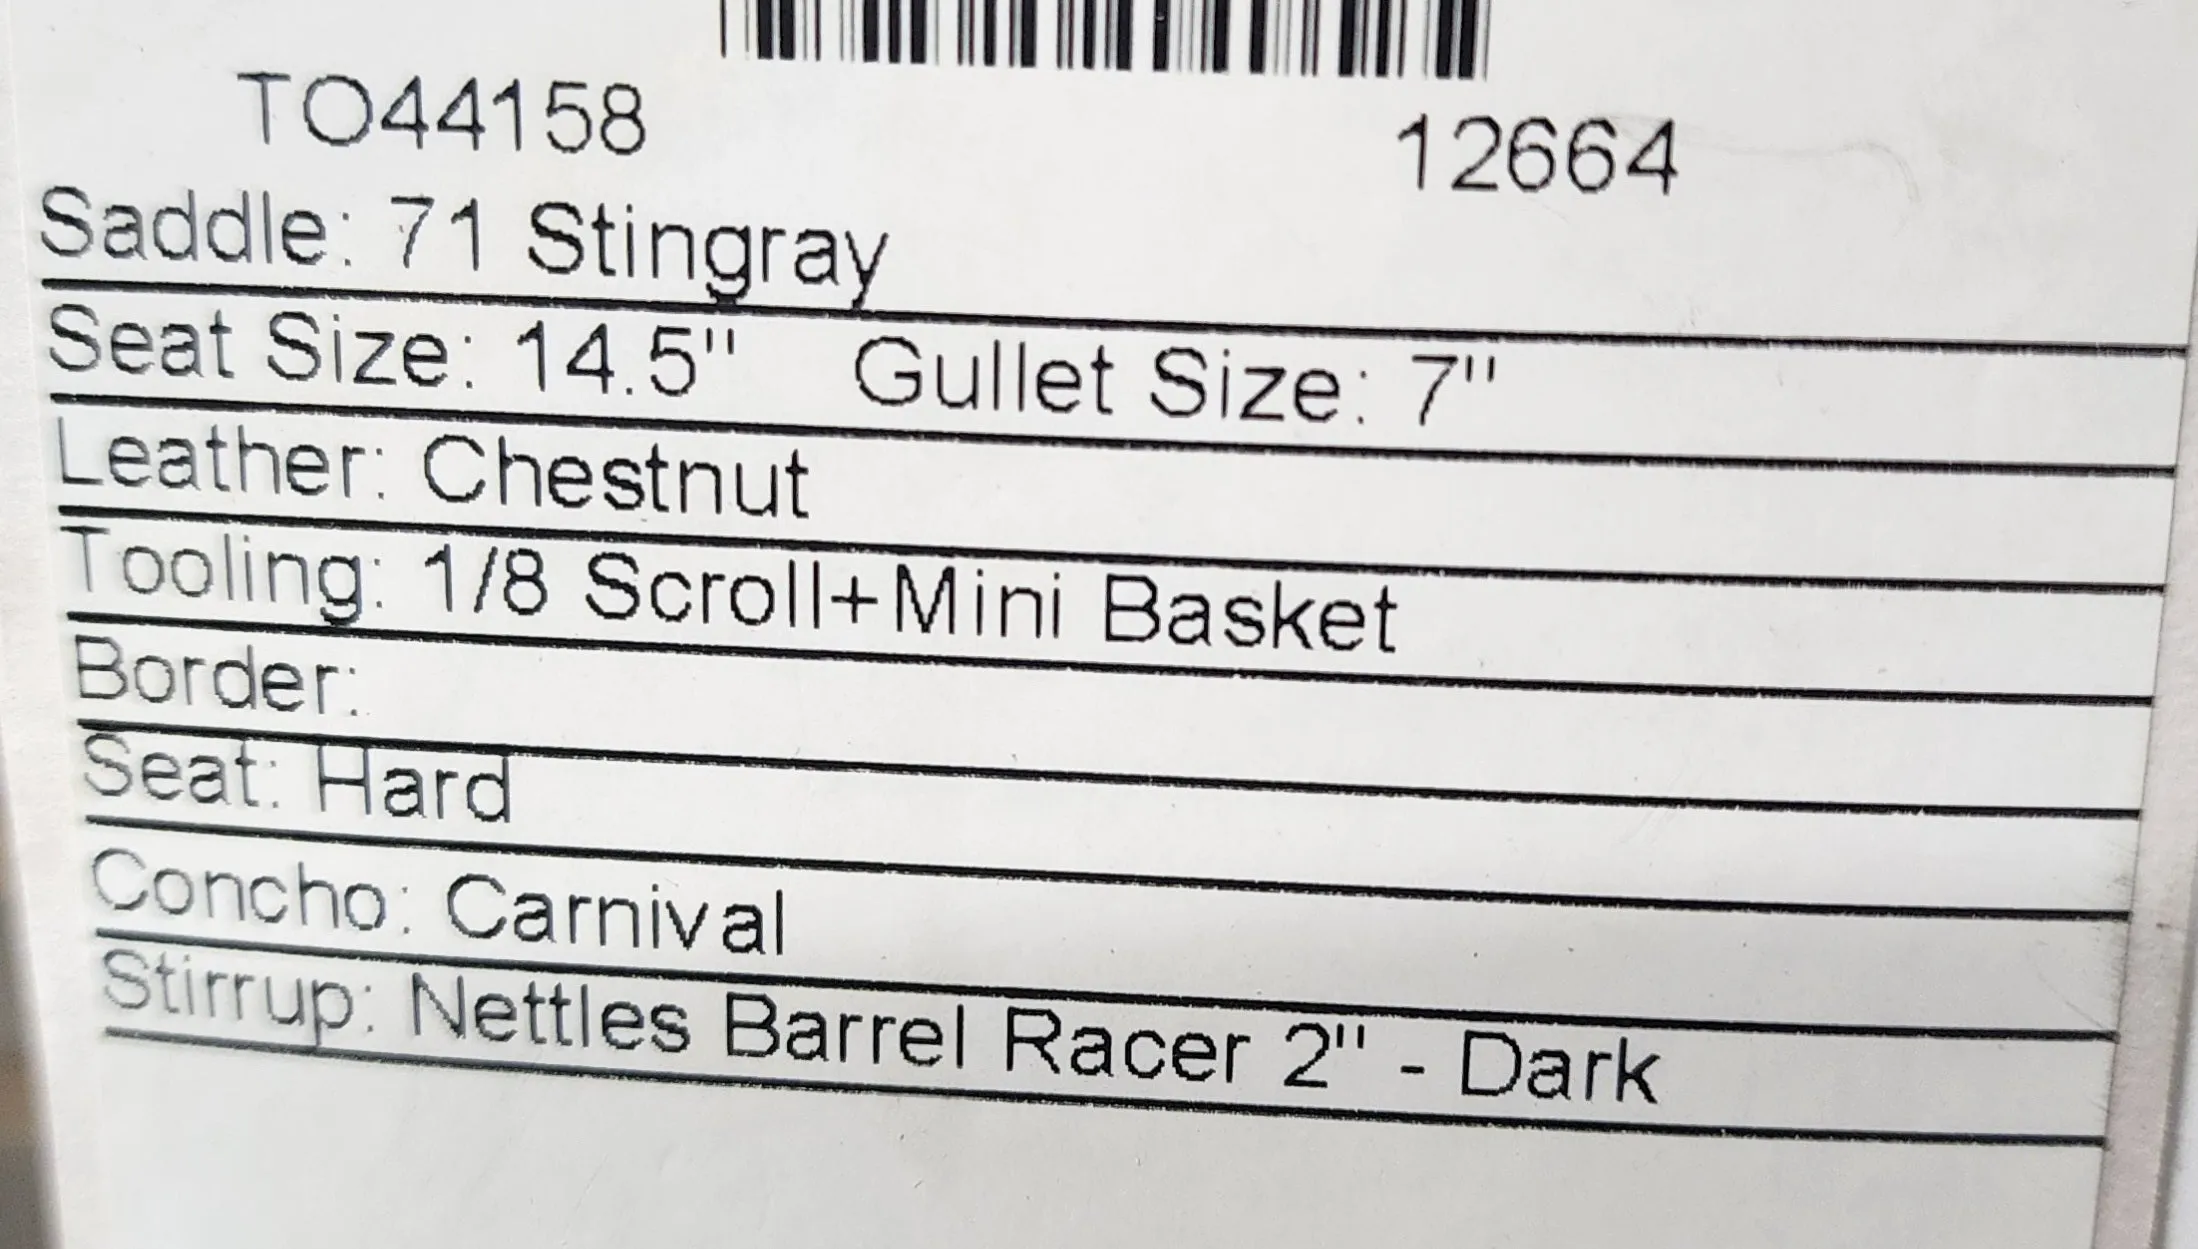 TO44158 12664
Saddle: 71 Stingray
Seat Size: 14.5" Gullet Size: 7"
Leather: Chestnut
Tooling: 1/8 Scroll+Mini Basket
Border:
Seat: Hard
Concho: Carnival
Stirrup: Nettles Barrel Racer 2" - Dark